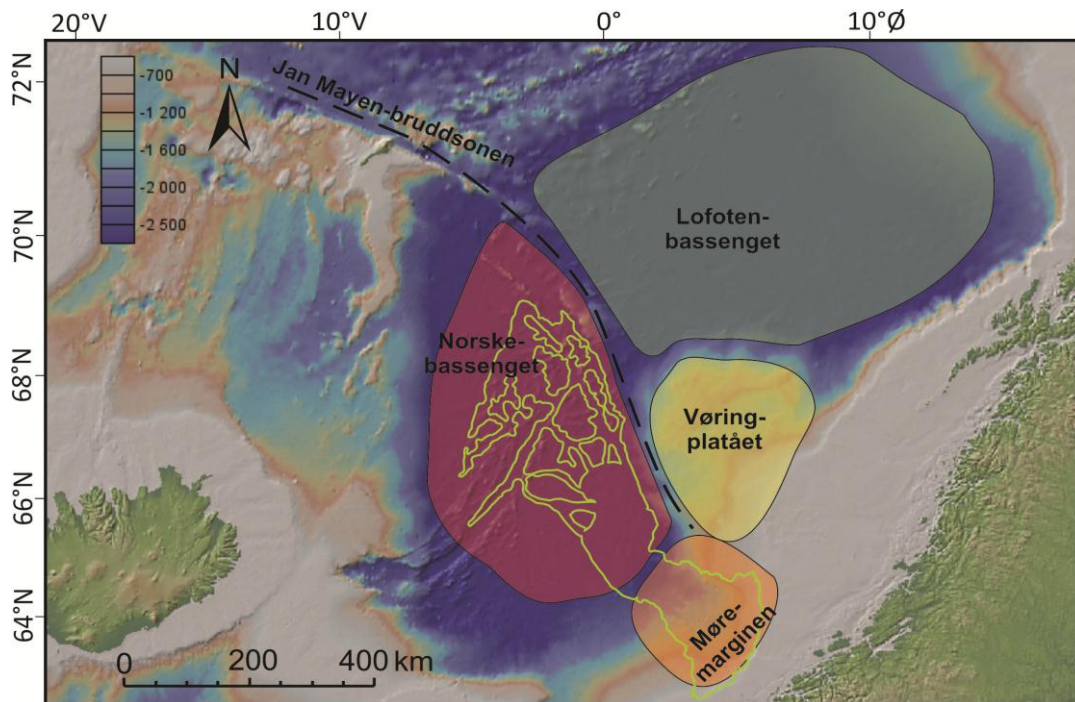 20°V 10°V 0° 10°Ø
72°N
70°N
68°N
66°N
64°N
-700
-1 200
-1 600
-2 000
-2 500
N
Jan Mayen-bruddsonen
Lofoten-
bassenget
Norske-
bassenget
Vøring-
platået
Møre-
marginen
0 200 400 km